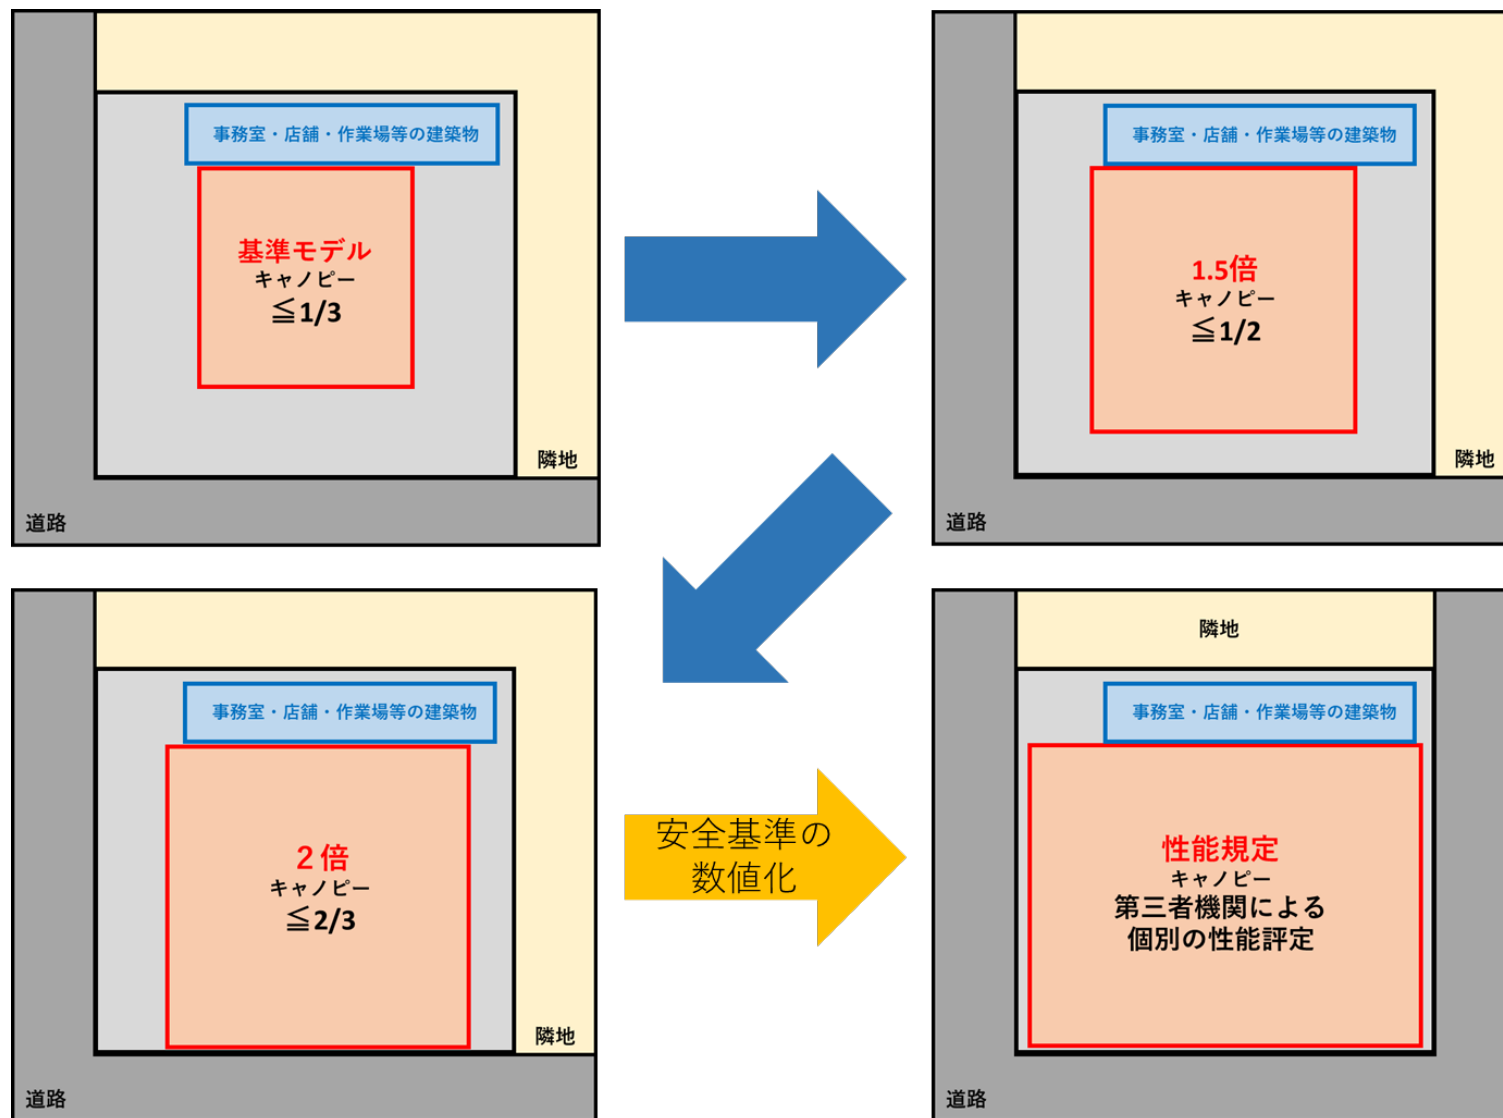 事務室・店舗・作業場等の建築物
基準モデル
キャノピー
≦1/3
隣地
道路
事務室・店舗・作業場等の建築物
1.5倍
キャノピー
≦1/2
隣地
道路
事務室・店舗・作業場等の建築物
２倍
キャノピー
≦2/3
隣地
道路
安全基準の
数値化
隣地
事務室・店舗・作業場等の建築物
性能規定
キャノピー
第三者機関による
個別の性能評定
道路